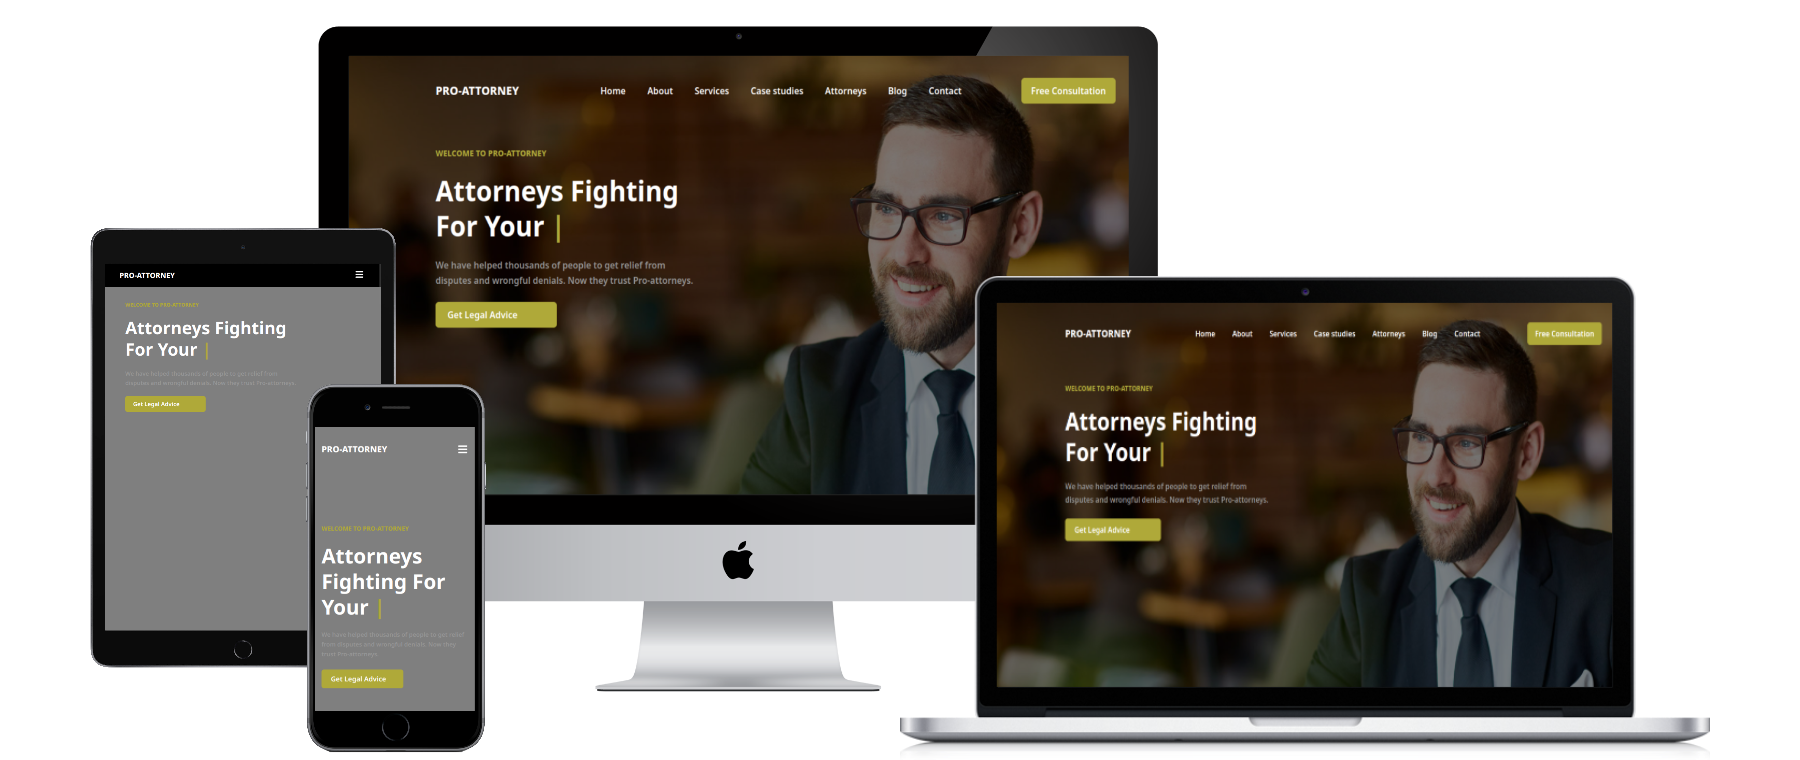 PRO-ATTORNEY Home About Services Case studies Attorneys Blog Contact Free Consultation
WELCOME TO PRO-ATTORNEY
Attorneys Fighting
For Your |
We have helped thousands of people to get relief from
disputes and wrongful denials. Now they trust Pro-attorneys.
Get Legal Advice
PRO-ATTORNEY
WELCOME TO PRO-ATTORNEY
Attorneys Fighting
For Your |
We have helped thousands of people to get relief from
disputes and wrongful denials. Now they trust Pro-attorneys.
Get Legal Advice
PRO-ATTORNEY
WELCOME TO PRO-ATTORNEY
Attorneys
Fighting For
Your |
We have helped thousands of people to get relief
from disputes and wrongful denials. Now they
trust Pro-attorneys.
Get Legal Advice
PRO-ATTORNEY Home About Services Case studies Attorneys Blog Contact Free Consultation
WELCOME TO PRO-ATTORNEY
Attorneys Fighting
For Your |
We have helped thousands of people to get relief from
disputes and wrongful denials. Now they trust Pro-attorneys.
Get Legal Advice